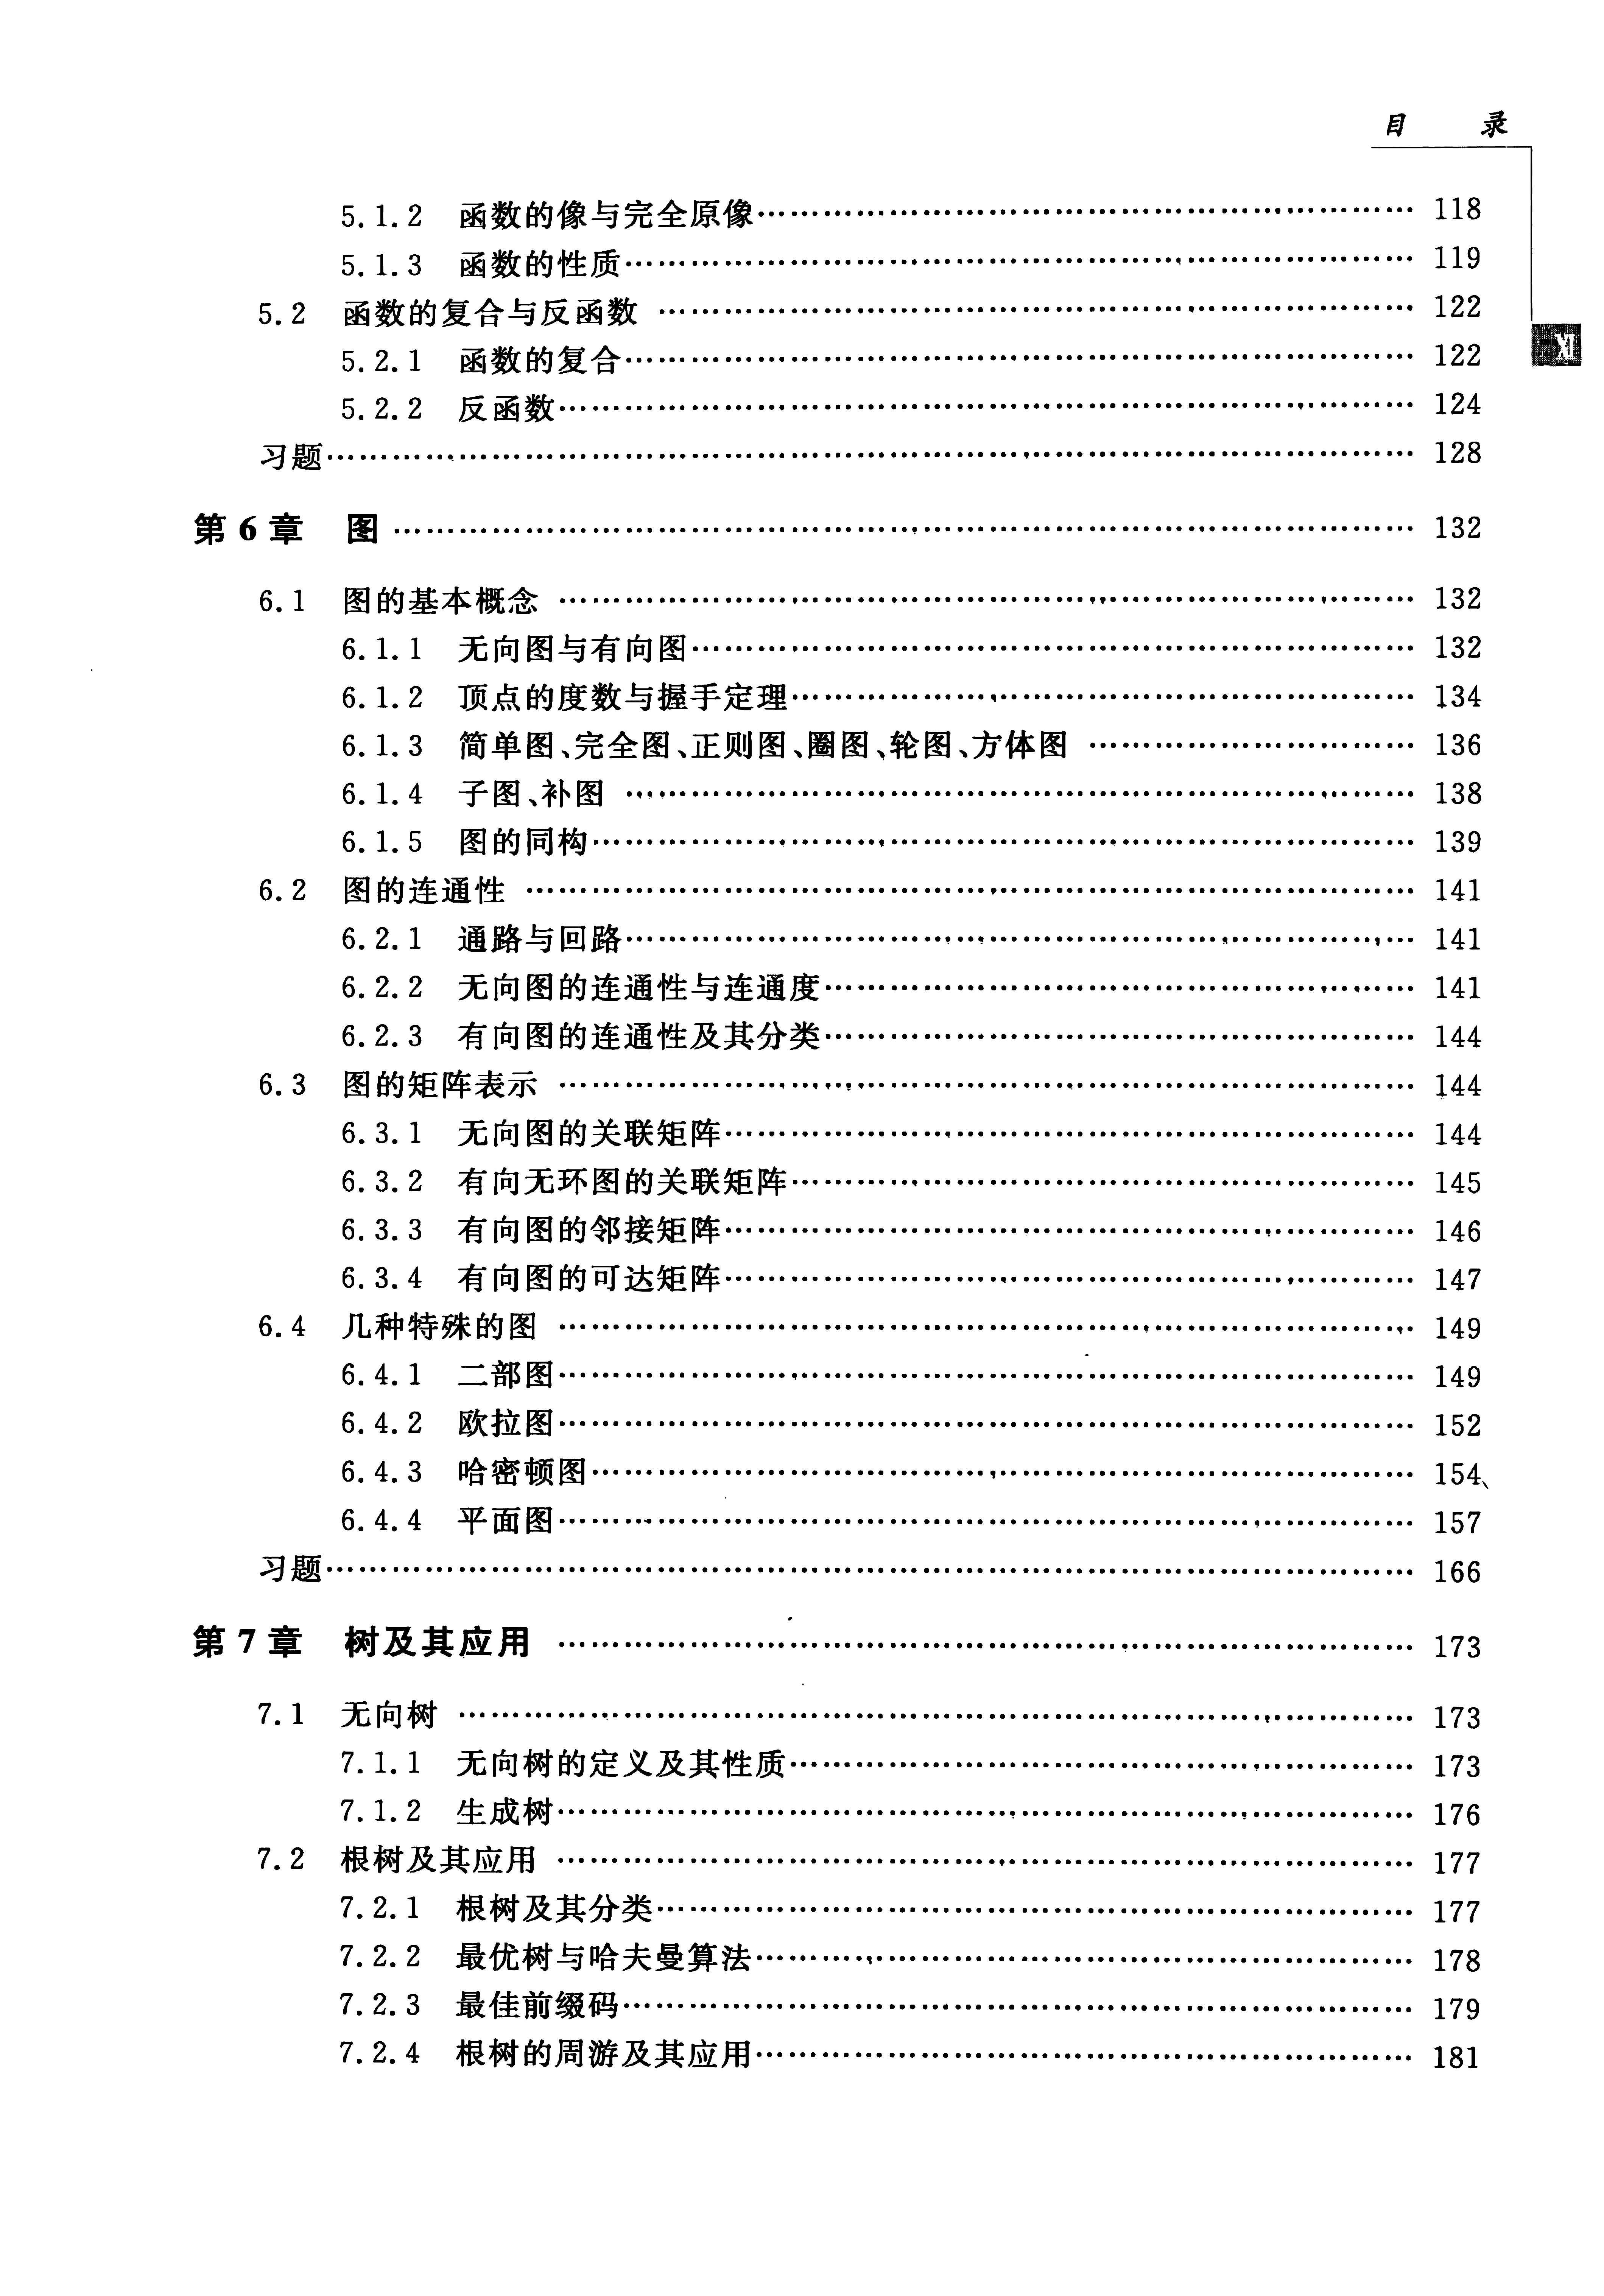 目 录
5.1.2 函数的像与完全原像…… 118
5.1.3 函数的性质…… 119
5.2 函数的复合与反函数 …… 122
5.2.1 函数的复合…… 122
5.2.2 反函数…… 124
习题…… 128
第 6 章 图 …… 132
6.1 图的基本概念 …… 132
6.1.1 无向图与有向图…… 132
6.1.2 顶点的度数与握手定理…… 134
6.1.3 简单图、完全图、正则图、圈图、轮图、方体图 …… 136
6.1.4 子图、补图 …… 138
6.1.5 图的同构…… 139
6.2 图的连通性 …… 141
6.2.1 通路与回路…… 141
6.2.2 无向图的连通性与连通度…… 141
6.2.3 有向图的连通性及其分类…… 144
6.3 图的矩阵表示 …… 144
6.3.1 无向图的关联矩阵…… 144
6.3.2 有向无环图的关联矩阵…… 145
6.3.3 有向图的邻接矩阵…… 146
6.3.4 有向图的可达矩阵…… 147
6.4 几种特殊的图 …… 149
6.4.1 二部图…… 149
6.4.2 欧拉图…… 152
6.4.3 哈密顿图…… 154
6.4.4 平面图…… 157
习题…… 166
第 7 章 树及其应用 …… 173
7.1 无向树 …… 173
7.1.1 无向树的定义及其性质…… 173
7.1.2 生成树…… 176
7.2 根树及其应用 …… 177
7.2.1 根树及其分类…… 177
7.2.2 最优树与哈夫曼算法…… 178
7.2.3 最佳前缀码…… 179
7.2.4 根树的周游及其应用…… 181